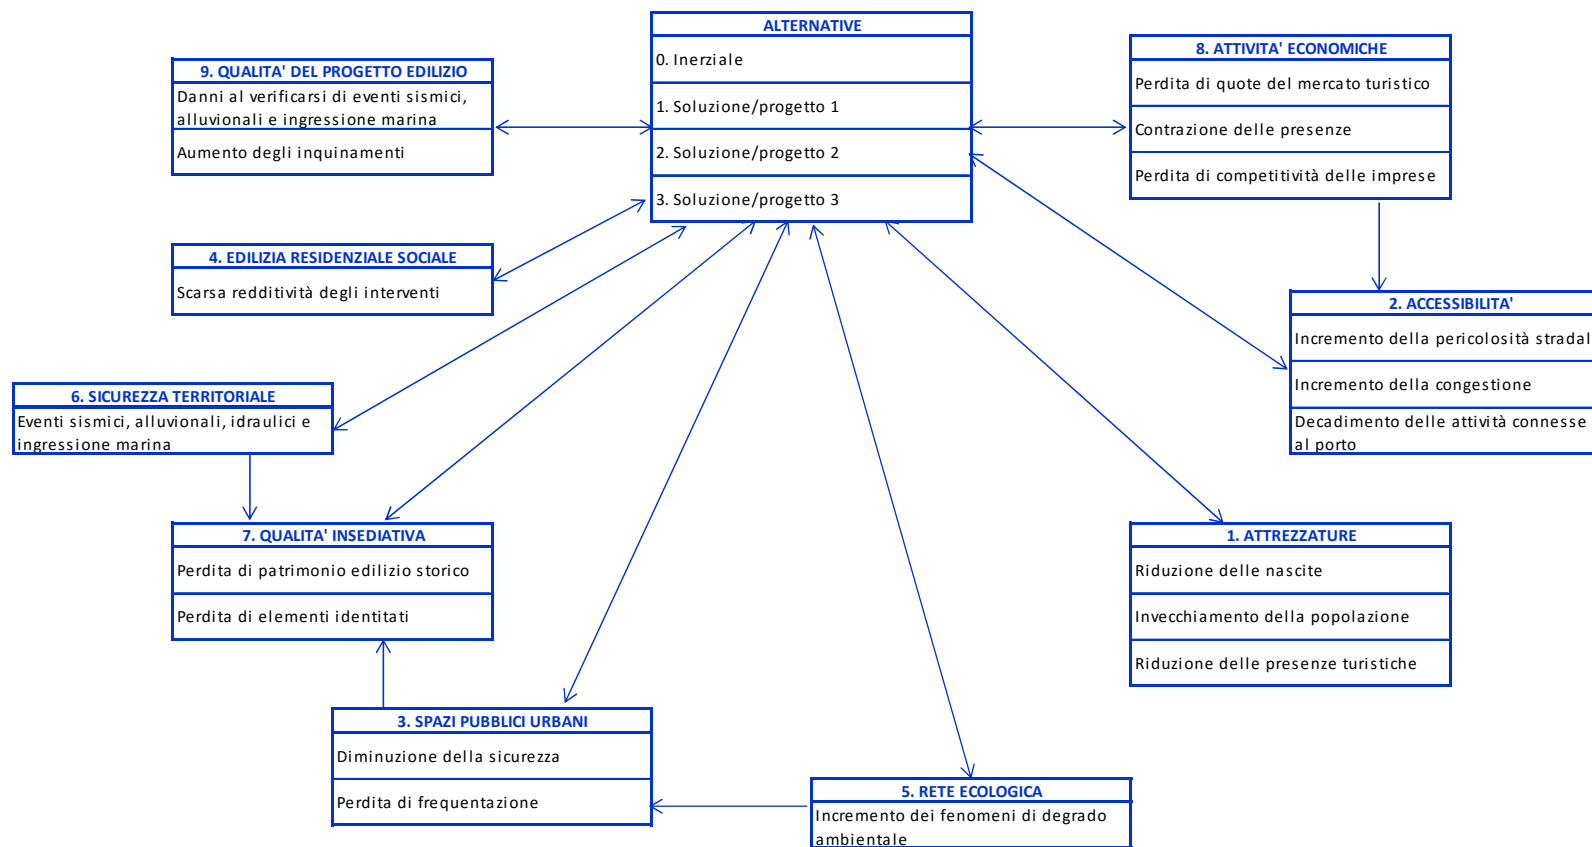 ALTERNATIVE
0. Inerziale
1. Soluzione/progetto 1
2. Soluzione/progetto 2
3. Soluzione/progetto 3
9. QUALITA' DEL PROGETTO EDILIZIO
Danni al verificarsi di eventi sismici,
alluvionali e ingressione marina
Aumento degli inquinamenti
8. ATTIVITA' ECONOMICHE
Perdita di quote del mercato turistico
Contrazione delle presenze
Perdita di competitività delle imprese
4. EDILIZIA RESIDENZIALE SOCIALE
Scarsa redditività degli interventi
2. ACCESSIBILITA'
Incremento della pericolosità stradal
Incremento della congestione
Decadimento delle attività connesse
al porto
6. SICUREZZA TERRITORIALE
Eventi sismici, alluvionali, idraulici e
ingressione marina
7. QUALITA' INSEDIATIVA
Perdita di patrimonio edilizio storico
Perdita di elementi identitati
1. ATTREZZATURE
Riduzione delle nascite
Invecchiamento della popolazione
Riduzione delle presenze turistiche
3. SPAZI PUBBLICI URBANI
Diminuzione della sicurezza
Perdita di frequentazione
5. RETE ECOLOGICA
Incremento dei fenomeni di degrado
ambientale